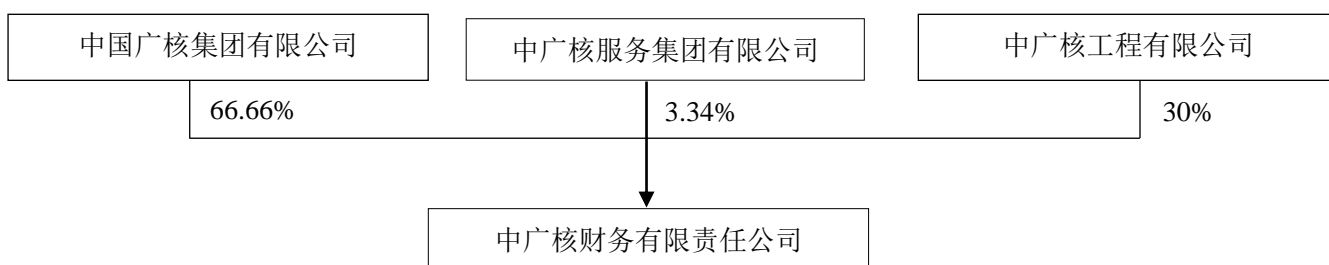 中国广核集团有限公司
中广核服务集团有限公司
中广核工程有限公司
66.66%
3.34%
30%
中广核财务有限责任公司